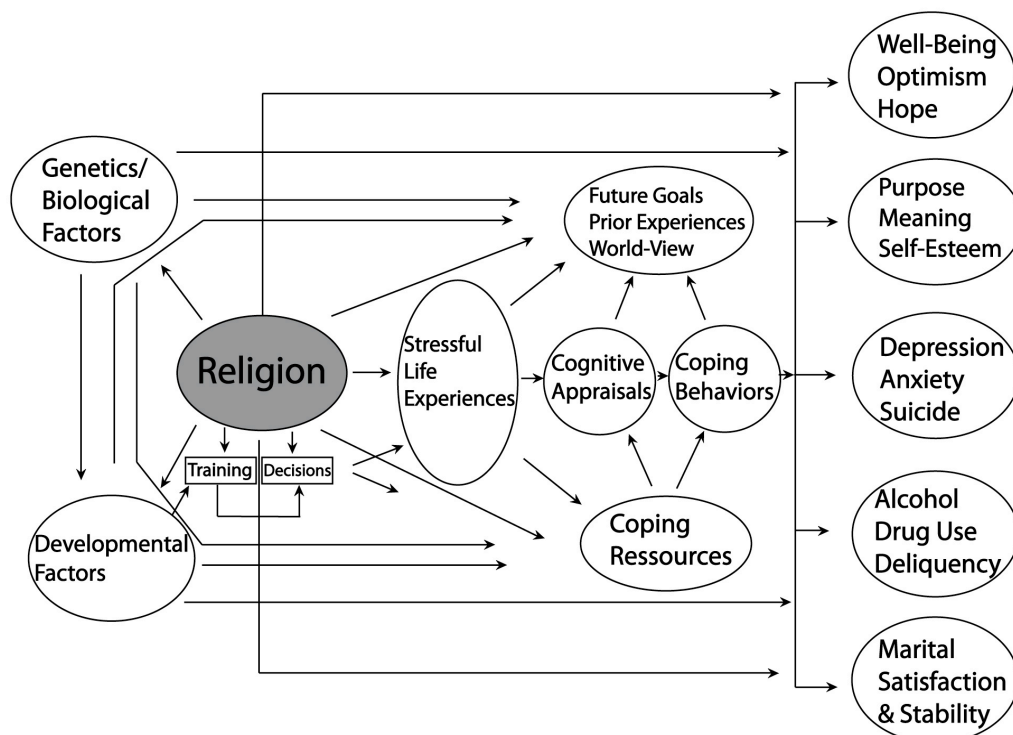 Well-Being
Optimism
Hope
Genetics/
Biological
Factors
Future Goals
Prior Experiences
World-View
Purpose
Meaning
Self-Esteem
Religion
Stressful
Life
Experiences
Cognitive
Appraisals
Coping
Behaviors
Depression
Anxiety
Suicide
Training
Decisions
Developmental
Factors
Coping
Ressources
Alcohol
Drug Use
Deliquency
Marital
Satisfaction
& Stability